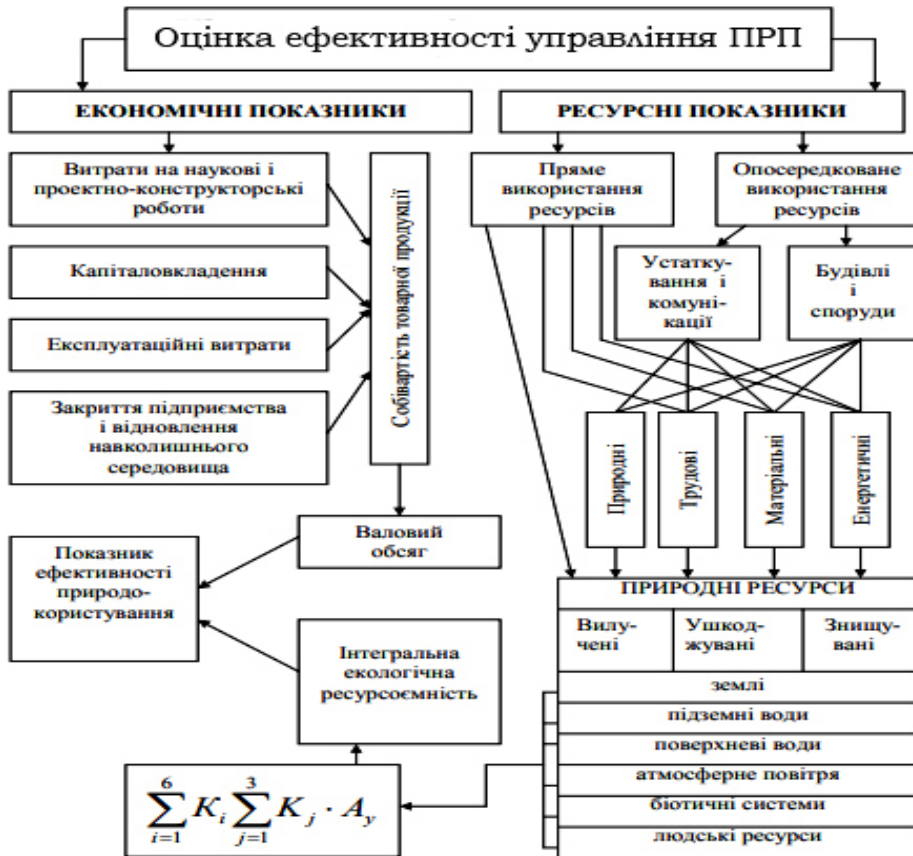 Оцінка ефективності управління ПРП
ЕКОНОМІЧНІ ПОКАЗНИКИ
РЕСУРСНІ ПОКАЗНИКИ
Витрати на наукові і
проектно-конструкторські
роботи
Капіталовкладення
Експлуатаційні витрати
Закриття підприємства
і відновлення
навколишнього
середовища
Собівартість товарної продукції
Валовий
обсяг
Показник
ефективності
природо-
користування
Інтегральна
екологічна
ресурсоємність
6 3
∑ K i ∑ K j · A y
i=1 j=1
Пряме
використання
ресурсів
Опосередковане
використання
ресурсів
Устатку-
вання і
комуні-
кації
Будівлі
і
споруди
Природні
Трудові
Матеріальні
Енергетичні
ПРИРОДНІ РЕСУРСИ
Вилу-
чені
Ушкод-
жувані
Знищу-
вані
землі
підземні води
поверхневі води
атмосферне повітря
біотичні системи
людські ресурси